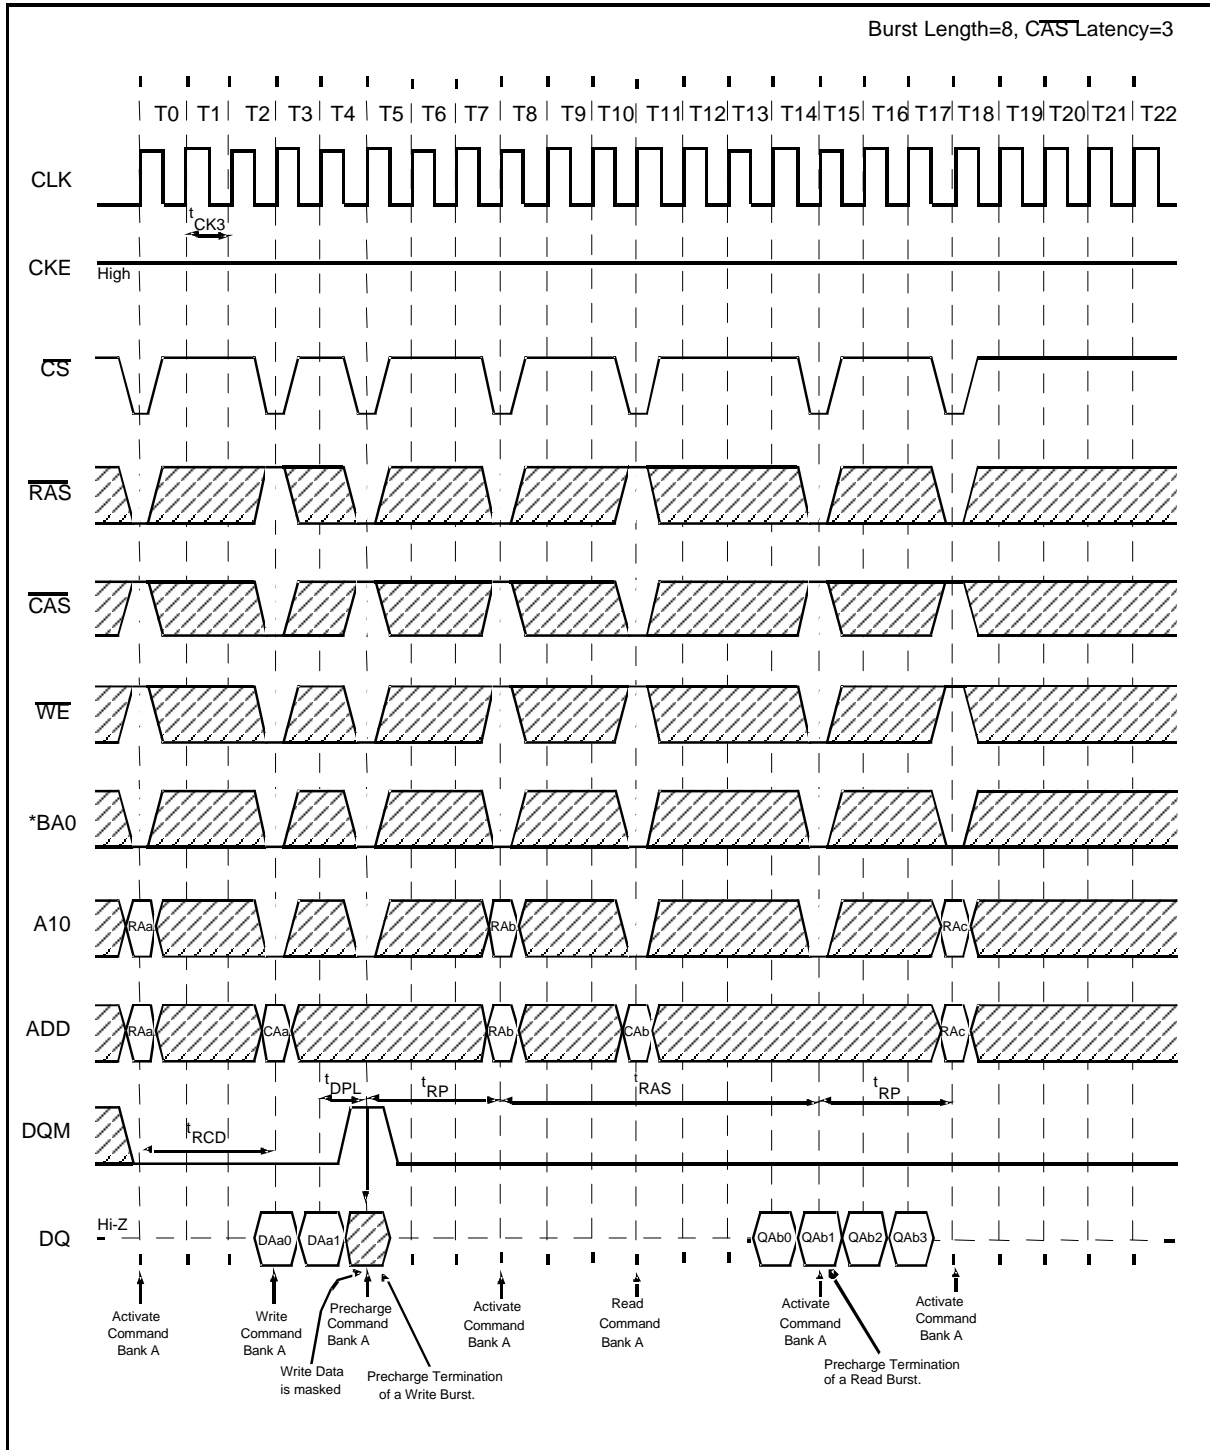 Burst Length=8, CAS Latency=3
T0 T1 T2 T3 T4 T5 T6 T7 T8 T9 T10 T11 T12 T13 T14 T15 T16 T17 T18 T19 T20 T21 T22
CLK
tCK3
CKE
High
CS
RAS
CAS
WE
*BA0
A10 RAa RAb RAc
ADD RAa CAa RAb CAb RAc
tDPL tRP tRAS tRP
DQM
tRCD
Hi-Z
DQ DAa0 DAa1 QAb0 QAb1 QAb2 QAb3
Activate
Command
Bank A
Write
Command
Bank A
Precharge
Command
Bank A
Activate
Command
Bank A
Read
Command
Bank A
Activate
Command
Bank A
Activate
Command
Bank A
Write Data
is masked
Precharge Termination
of a Write Burst.
Precharge Termination
of a Read Burst.